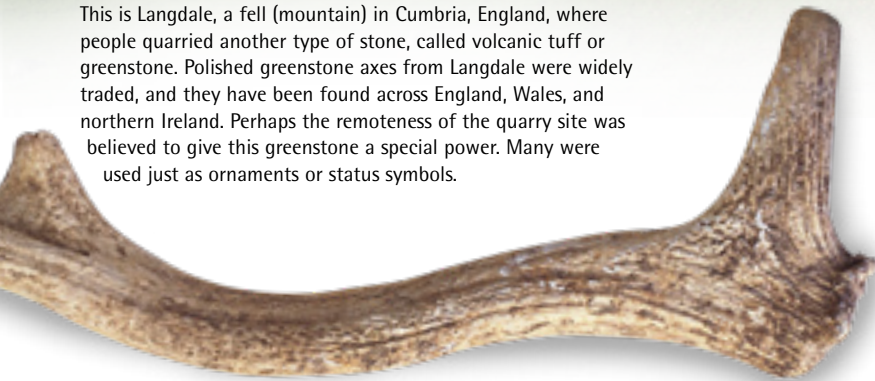 This is Langdale, a fell (mountain) in Cumbria, England, where
people quarried another type of stone, called volcanic tuff or
greenstone. Polished greenstone axes from Langdale were widely
traded, and they have been found across England, Wales, and
northern Ireland. Perhaps the remoteness of the quarry site was
believed to give this greenstone a special power. Many were
used just as ornaments or status symbols.